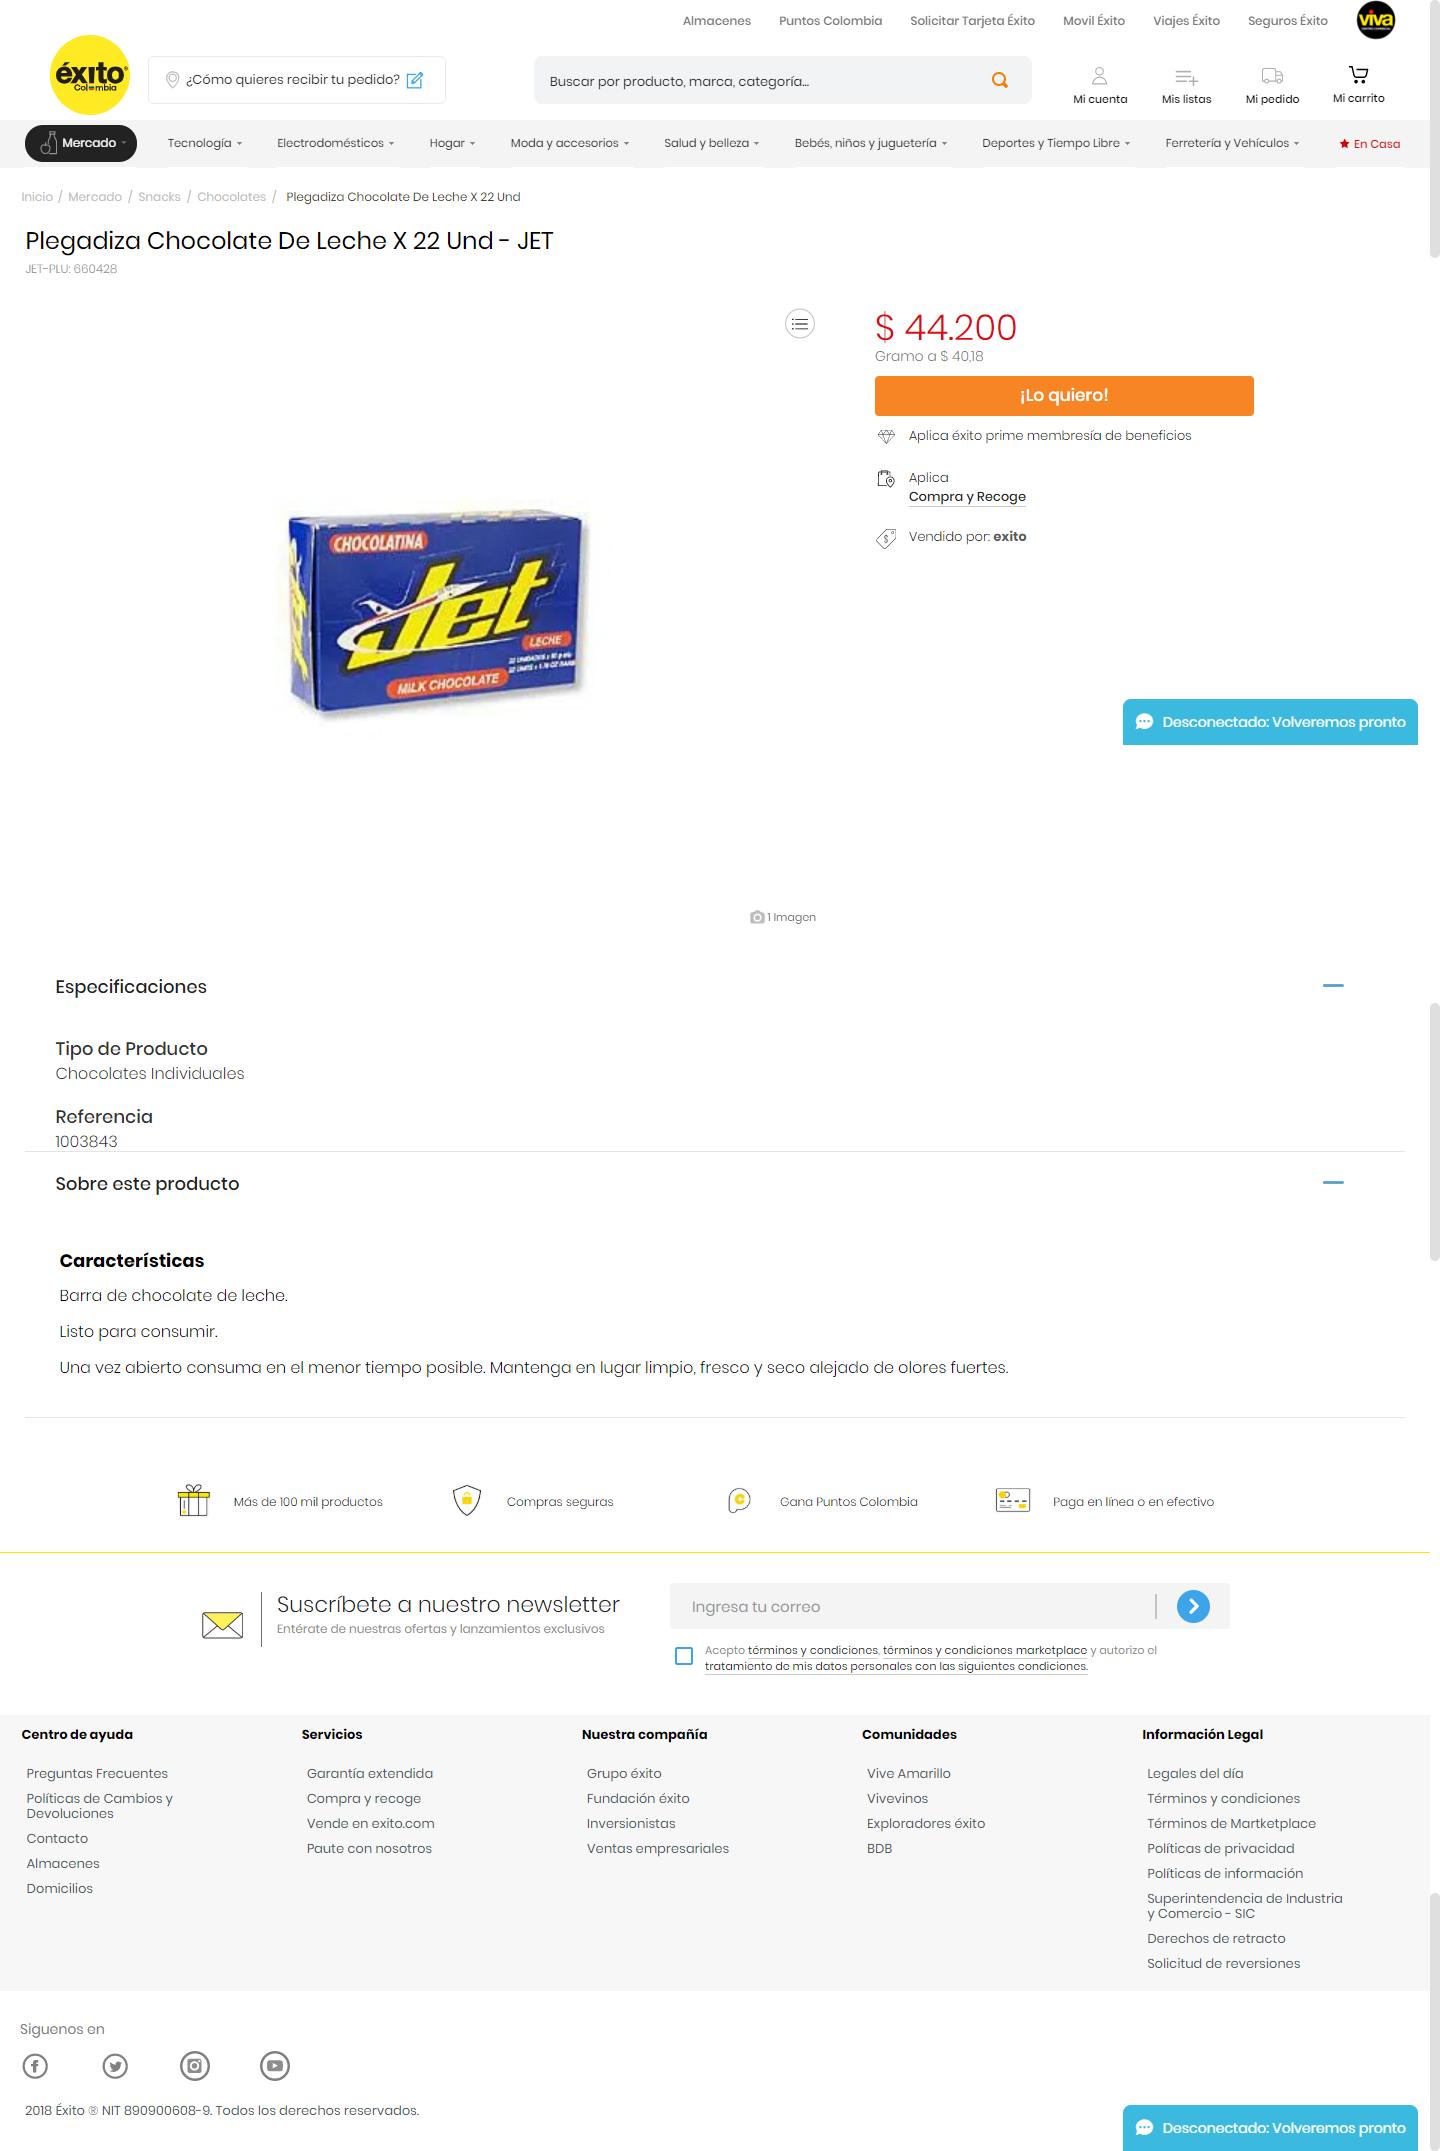 Almacenes Puntos Colombia Solicitar Tarjeta Éxito Movil Éxito Viajes Éxito Seguros Éxito viva
éxito
Colombia
¿Cómo quieres recibir tu pedido?
Buscar por producto, marca, categoría...
Mi cuenta Mis listas Mi pedido Mi carrito
Mercado Tecnología Electrodomésticos Hogar Moda y accesorios Salud y belleza Bebés, niños y juguetería Deportes y Tiempo Libre Ferretería y Vehículos En Casa
Inicio / Mercado / Snacks / Chocolates / Plegadiza Chocolate De Leche X 22 Und
Plegadiza Chocolate De Leche X 22 Und - JET
JET-PLU: 660428
$ 44.200
Gramo a $ 40,18
¡Lo quiero!
Aplica éxito prime membresía de beneficios
Aplica
Compra y Recoge
Vendido por: exito
CHOCOLATINA
Jet
LECHE
MILK CHOCOLATE
Desconectado: Volveremos pronto
1 Imagen
Especificaciones
Tipo de Producto
Chocolates Individuales
Referencia
1003843
Sobre este producto
Características
Barra de chocolate de leche.
Listo para consumir.
Una vez abierto consuma en el menor tiempo posible. Mantenga en lugar limpio, fresco y seco alejado de olores fuertes.
Más de 100 mil productos Compras seguras Gana Puntos Colombia Paga en línea o en efectivo
Suscríbete a nuestro newsletter
Entérate de nuestras ofertas y lanzamientos exclusivos
Ingresa tu correo
Acepto términos y condiciones, términos y condiciones marketplace y autorizo el
tratamiento de mis datos personales con las siguientes condiciones.
Centro de ayuda
Preguntas Frecuentes
Políticas de Cambios y
Devoluciones
Contacto
Almacenes
Domicilios
Servicios
Garantía extendida
Compra y recoge
Vende en exito.com
Paute con nosotros
Nuestra compañía
Grupo éxito
Fundación éxito
Inversionistas
Ventas empresariales
Comunidades
Vive Amarillo
Vivevinos
Exploradores éxito
BDB
Información Legal
Legales del día
Términos y condiciones
Términos de Martketplace
Políticas de privacidad
Políticas de información
Superintendencia de Industria
y Comercio - SIC
Derechos de retracto
Solicitud de reversiones
Siguenos en
2018 Éxito ® NIT 890900608-9. Todos los derechos reservados.
Desconectado: Volveremos pronto